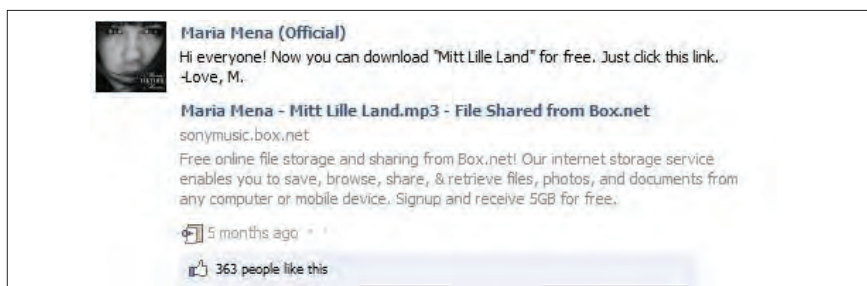 Maria Mena (Official)
Hi everyone! Now you can download "Mitt Lille Land" for free. Just click this link.
-Love, M.
Maria Mena - Mitt Lille Land.mp3 - File Shared from Box.net
sonymusic.box.net
Free online file storage and sharing from Box.net! Our internet storage service
enables you to save, browse, share, & retrieve files, photos, and documents from
any computer or mobile device. Signup and receive 5GB for free.
5 months ago
363 people like this